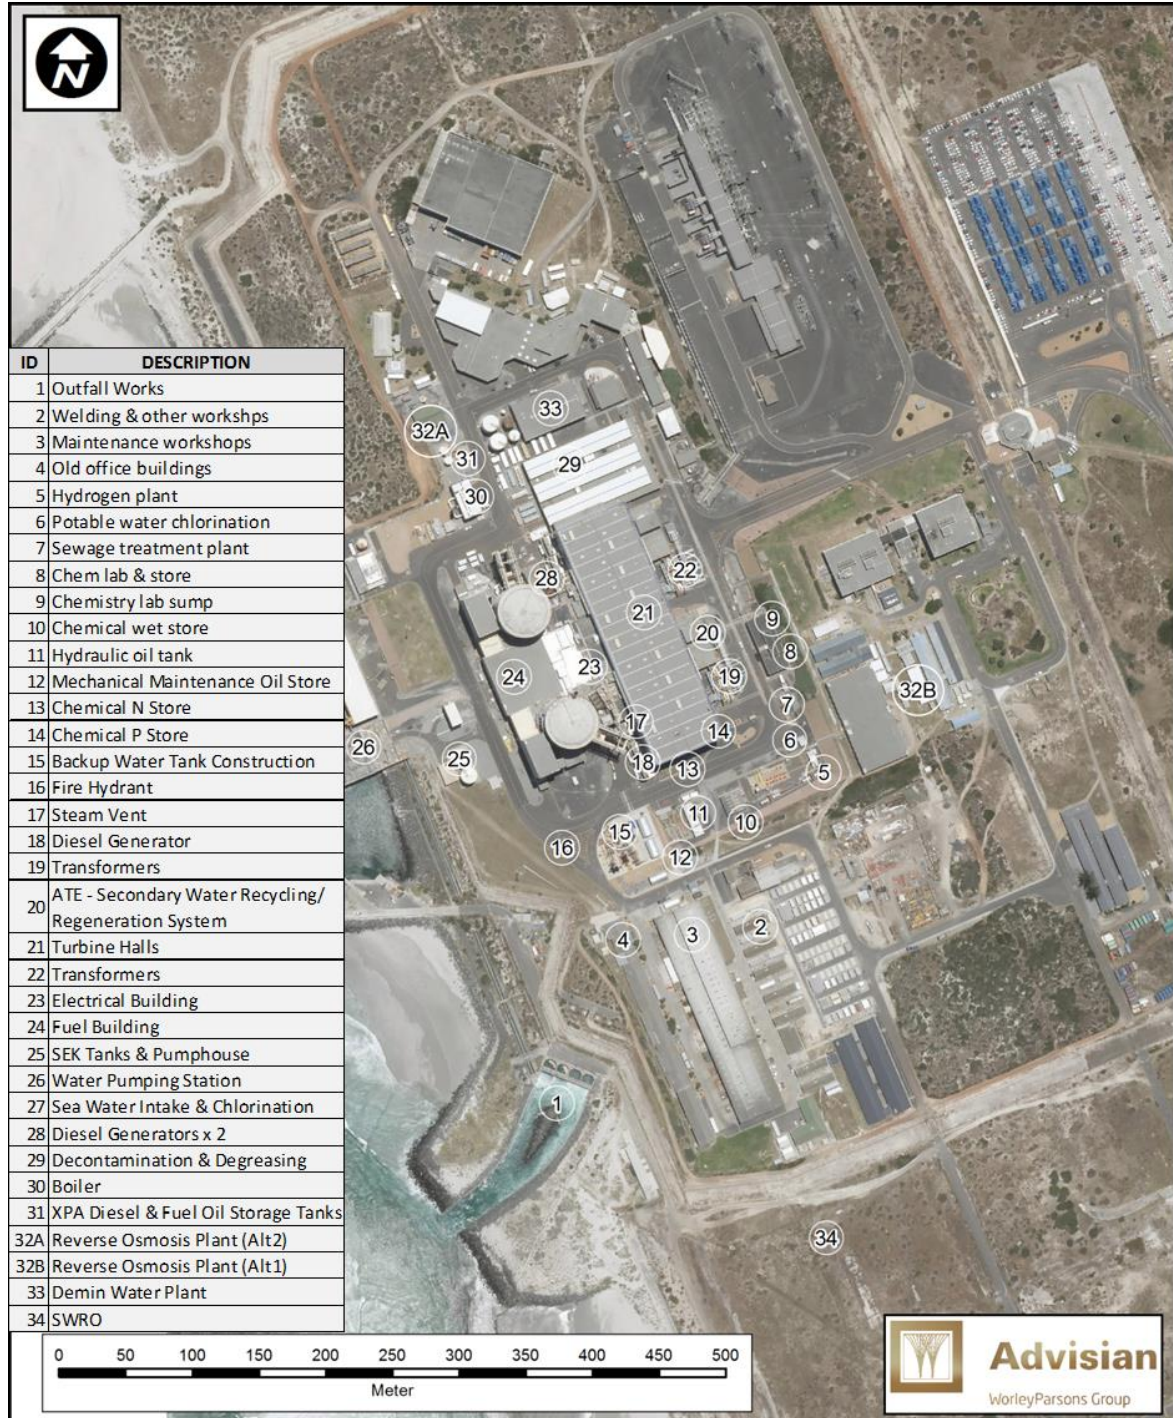 N
ID DESCRIPTION
1 Outfall Works
2 Welding & other workshps
3 Maintenance workshops
4 Old office buildings
5 Hydrogen plant
6 Potable water chlorination
7 Sewage treatment plant
8 Chem lab & store
9 Chemistry lab sump
10 Chemical wet store
11 Hydraulic oil tank
12 Mechanical Maintenance Oil Store
13 Chemical N Store
14 Chemical P Store
15 Backup Water Tank Construction
16 Fire Hydrant
17 Steam Vent
18 Diesel Generator
19 Transformers
20 ATE - Secondary Water Recycling/
Regeneration System
21 Turbine Halls
22 Transformers
23 Electrical Building
24 Fuel Building
25 SEK Tanks & Pumphouse
26 Water Pumping Station
27 Sea Water Intake & Chlorination
28 Diesel Generators x 2
29 Decontamination & Degreasing
30 Boiler
31 XPA Diesel & Fuel Oil Storage Tanks
32A Reverse Osmosis Plant (Alt2)
32B Reverse Osmosis Plant (Alt1)
33 Demin Water Plant
34 SWRO
33
32A
31
29
30
28
22
21
9
20
8
23
24
19
32B
7
17
14
26
25
6
18
13
5
11
10
15
16
12
4
3
2
1
34
0 50 100 150 200 250 300 350 400 450 500
Meter
Advisian
WorleyParsons Group